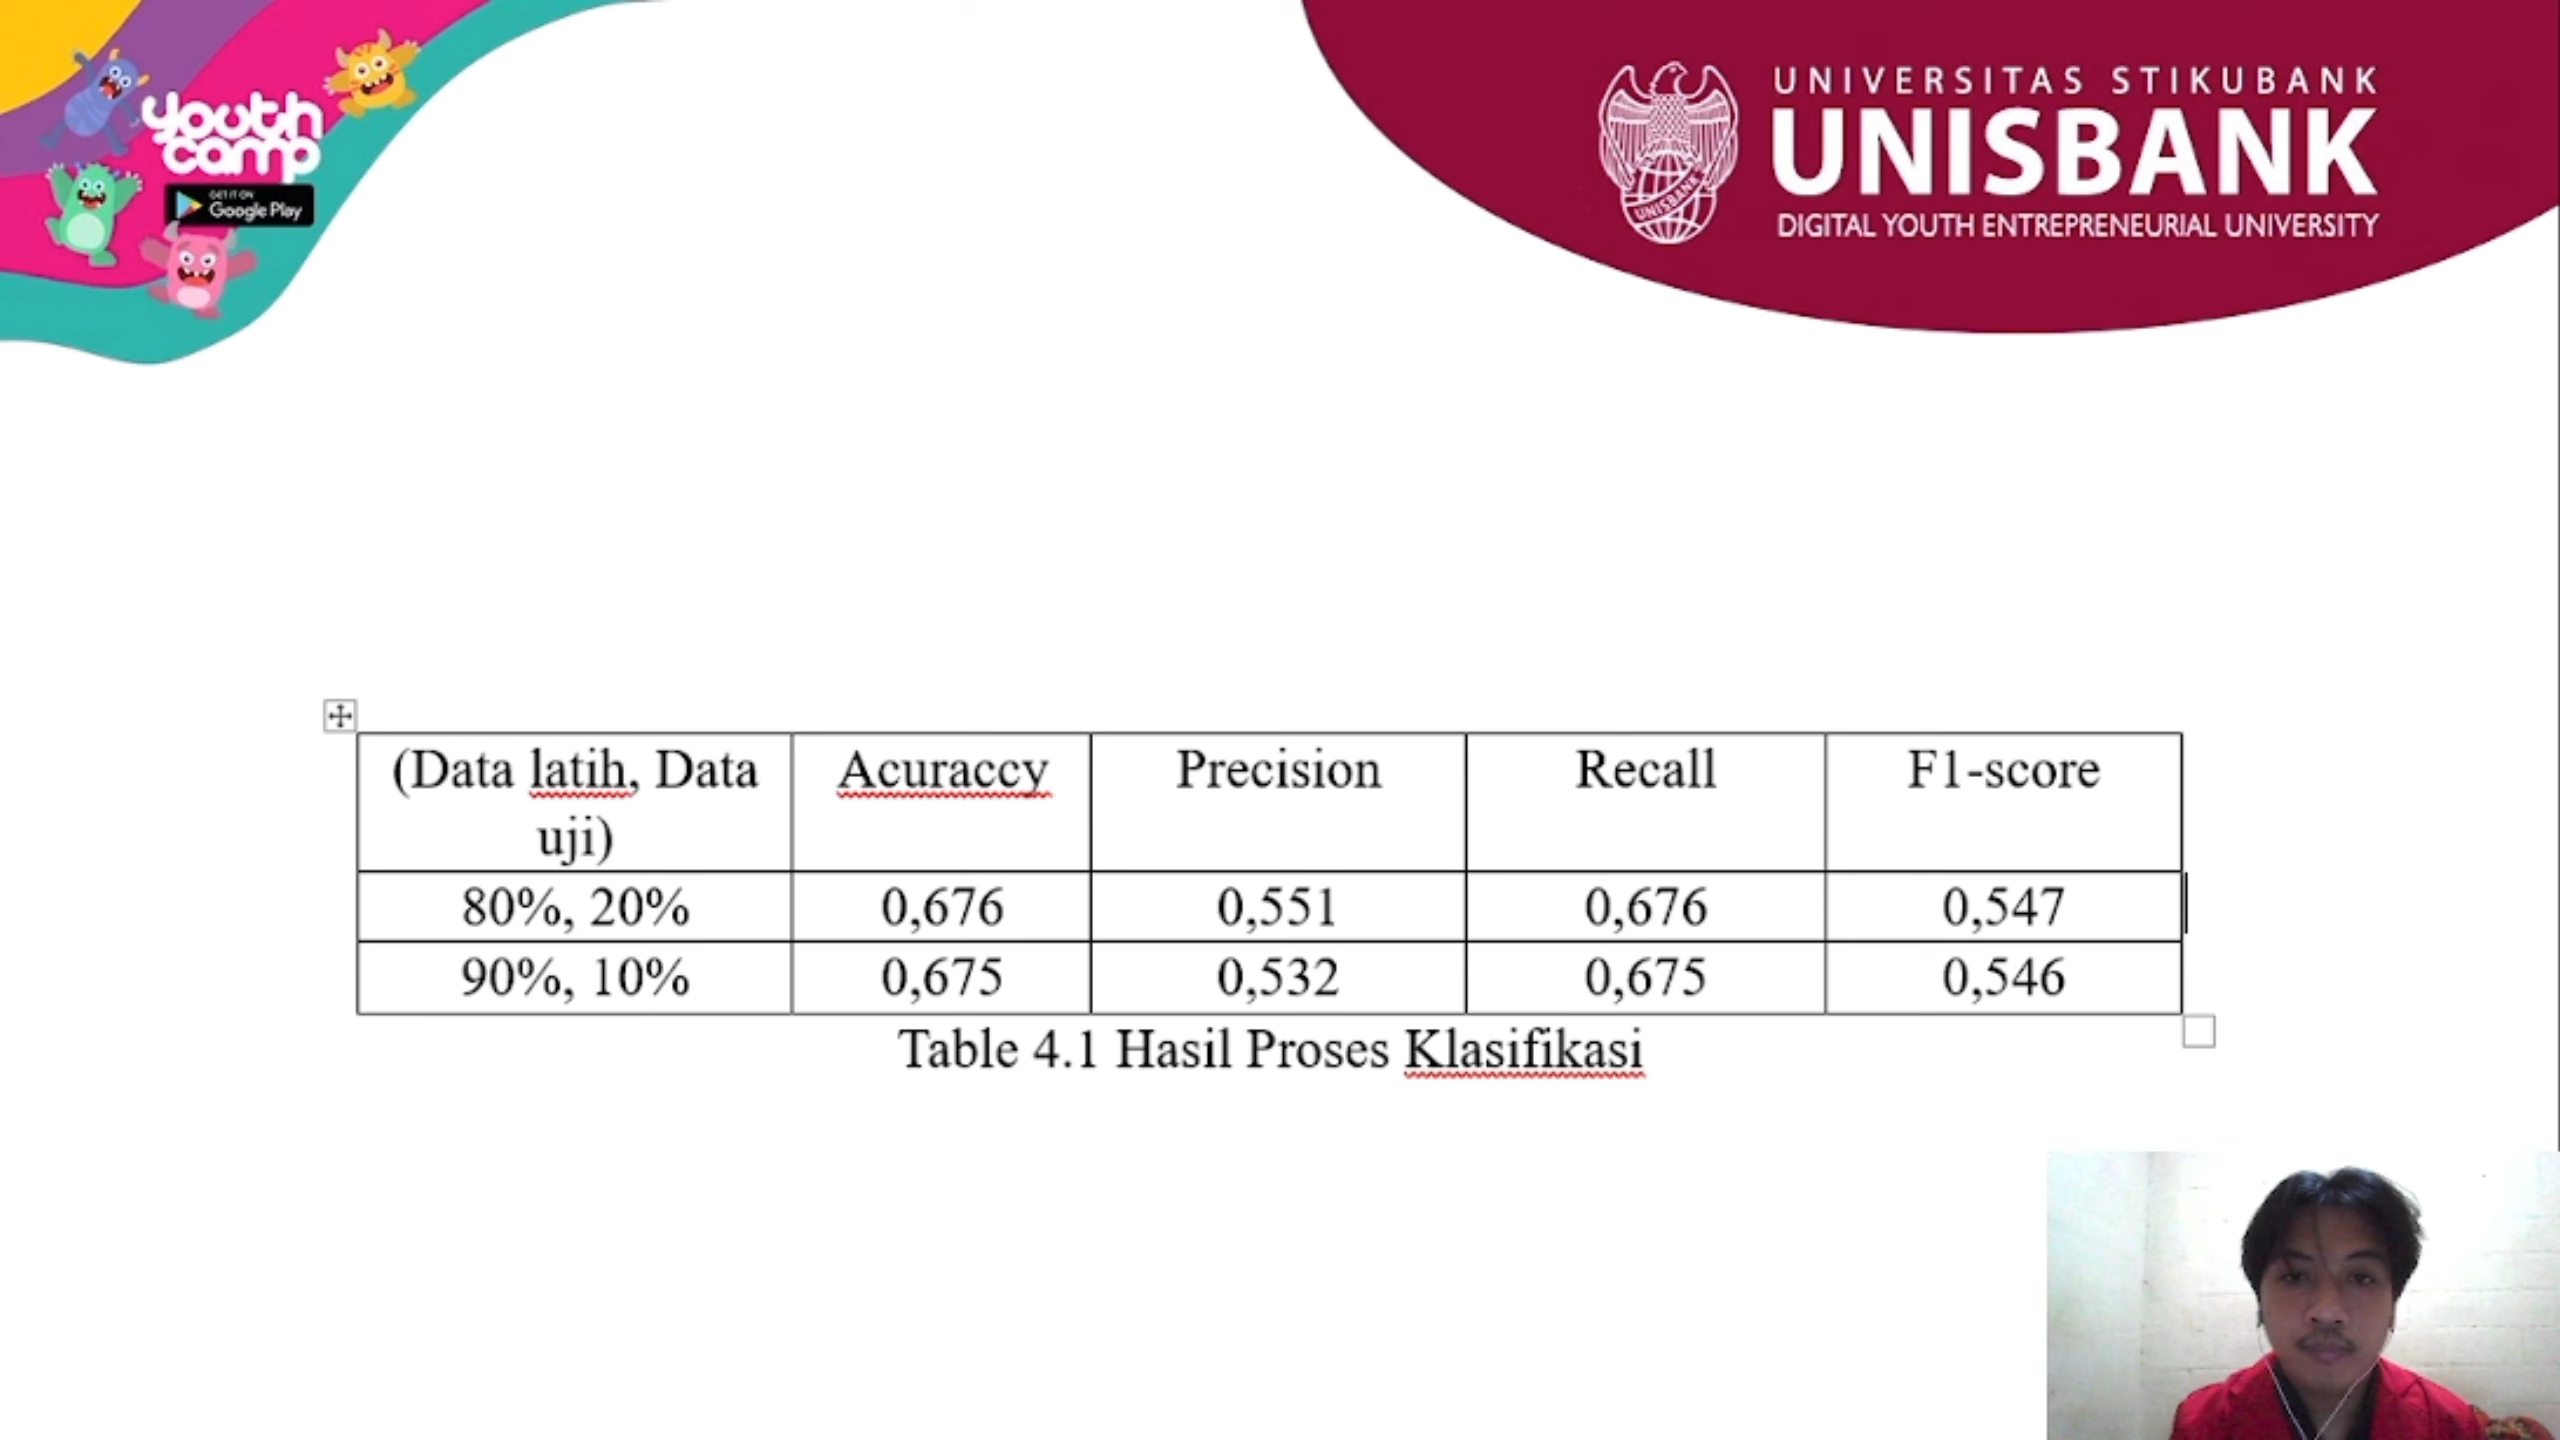 youth
camp
GET IT ON
Google Play
UNIVERSITAS STIKUBANK
UNISBANK
DIGITAL YOUTH ENTREPRENEURIAL UNIVERSITY
UNISBANK
(Data latih, Data uji) Acuraccy Precision Recall F1-score
80%, 20% 0,676 0,551 0,676 0,547
90%, 10% 0,675 0,532 0,675 0,546
Table 4.1 Hasil Proses Klasifikasi